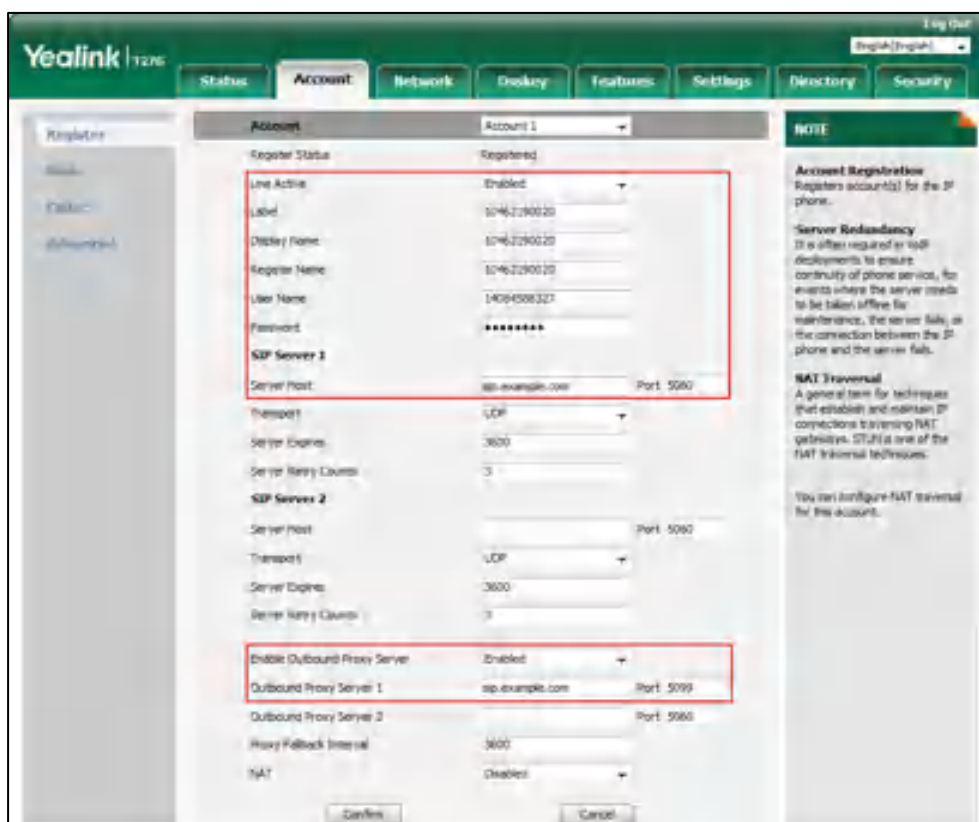 Log Out
English(English)
Yealink T27G
Status
Account
Network
Dsskey
Features
Settings
Directory
Security
Register
Basic
Codec
Advanced
Account
Account 1
Register Status
Registered
Line Active
Enabled
Label
10462190020
Display Name
10462190020
Register Name
10462190020
User Name
14084588327
Password
••••••••
SIP Server 1
Server Host
sip.example.com
Port 5060
Transport
UDP
Server Expires
3600
Server Retry Counts
3
SIP Server 2
Server Host
Port 5060
Transport
UDP
Server Expires
3600
Server Retry Counts
3
Enable Outbound Proxy Server
Enabled
Outbound Proxy Server 1
sip.example.com
Port 5099
Outbound Proxy Server 2
Port 5060
Proxy Fallback Interval
3600
NAT
Disabled
Confirm
Cancel
NOTE
Account Registration
Registers account(s) for the IP
phone.
Server Redundancy
It is often required in VoIP
deployments to ensure
continuity of phone service, for
events where the server needs
to be taken offline for
maintenance, the server fails, or
the connection between the IP
phone and the server fails.
NAT Traversal
A general term for techniques
that establish and maintain IP
connections traversing NAT
gateways. STUN is one of the
NAT traversal techniques.
You can configure NAT traversal
for this account.